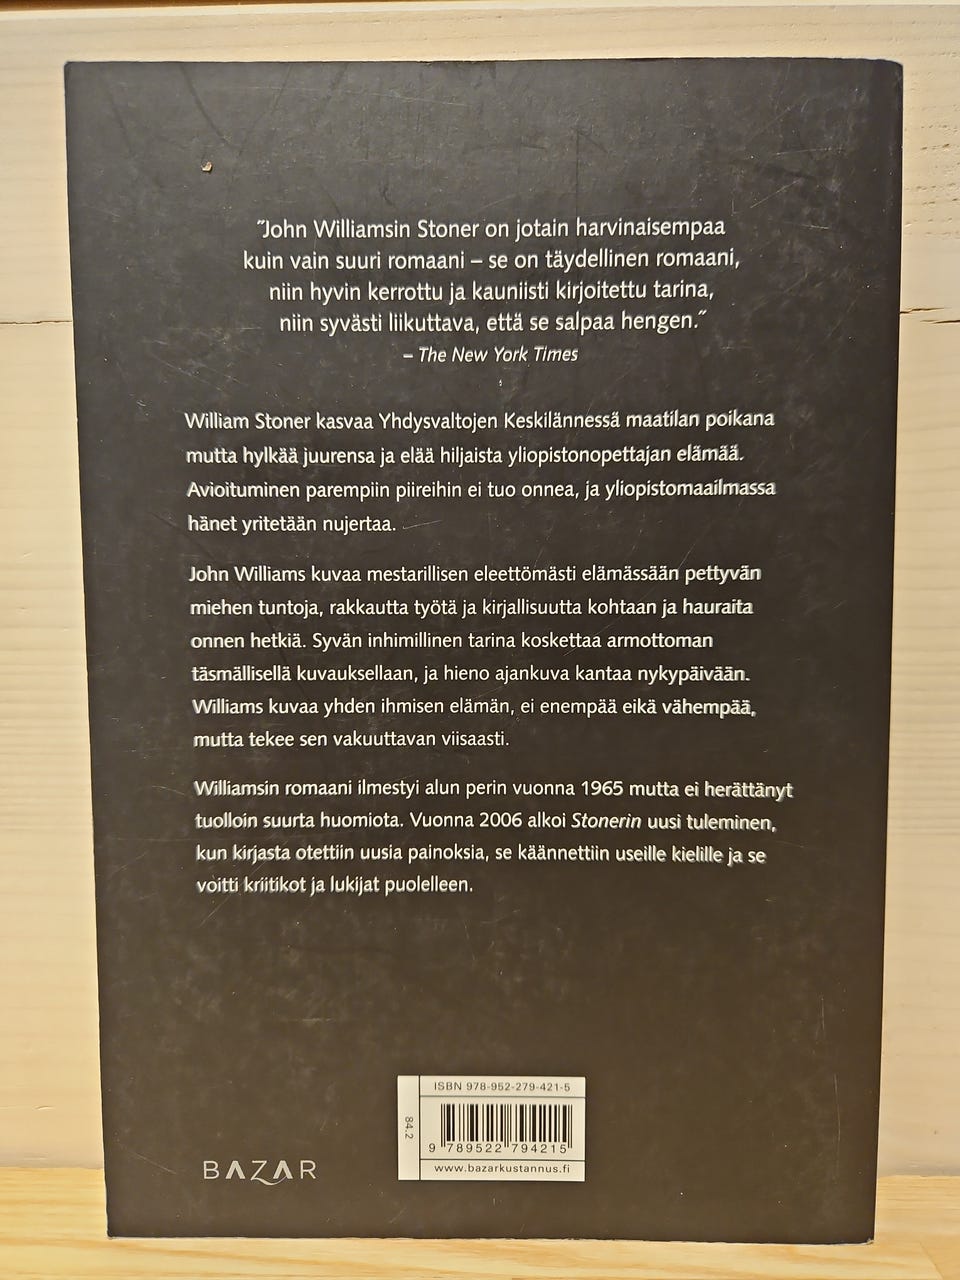 ˝John Williamsin Stoner on jotain harvinaisempaa
kuin vain suuri romaani – se on täydellinen romaani,
niin hyvin kerrottu ja kauniisti kirjoitettu tarina,
niin syvästi liikuttava, että se salpaa hengen.˝
– The New York Times
William Stoner kasvaa Yhdysvaltojen Keskilännessä maatilan poikana
mutta hylkää juurensa ja elää hiljaista yliopistonopettajan elämää.
Avioituminen parempiin piireihin ei tuo onnea, ja yliopistomaailmassa
hänet yritetään nujertaa.
John Williams kuvaa mestarillisen eleettömästi elämässään pettyvän
miehen tuntoja, rakkautta työtä ja kirjallisuutta kohtaan ja hauraita
onnen hetkiä. Syvän inhimillinen tarina koskettaa armottoman
täsmällisellä kuvauksellaan, ja hieno ajankuva kantaa nykypäivään.
Williams kuvaa yhden ihmisen elämän, ei enempää eikä vähempää,
mutta tekee sen vakuuttavan viisaasti.
Williamsin romaani ilmestyi alun perin vuonna 1965 mutta ei herättänyt
tuolloin suurta huomiota. Vuonna 2006 alkoi Stonerin uusi tuleminen,
kun kirjasta otettiin uusia painoksia, se käännettiin useille kielille ja se
voitti kriitikot ja lukijat puolelleen.
BAZAR
84.2
ISBN 978-952-279-421-5
9 789522 794215
www.bazarkustannus.fi